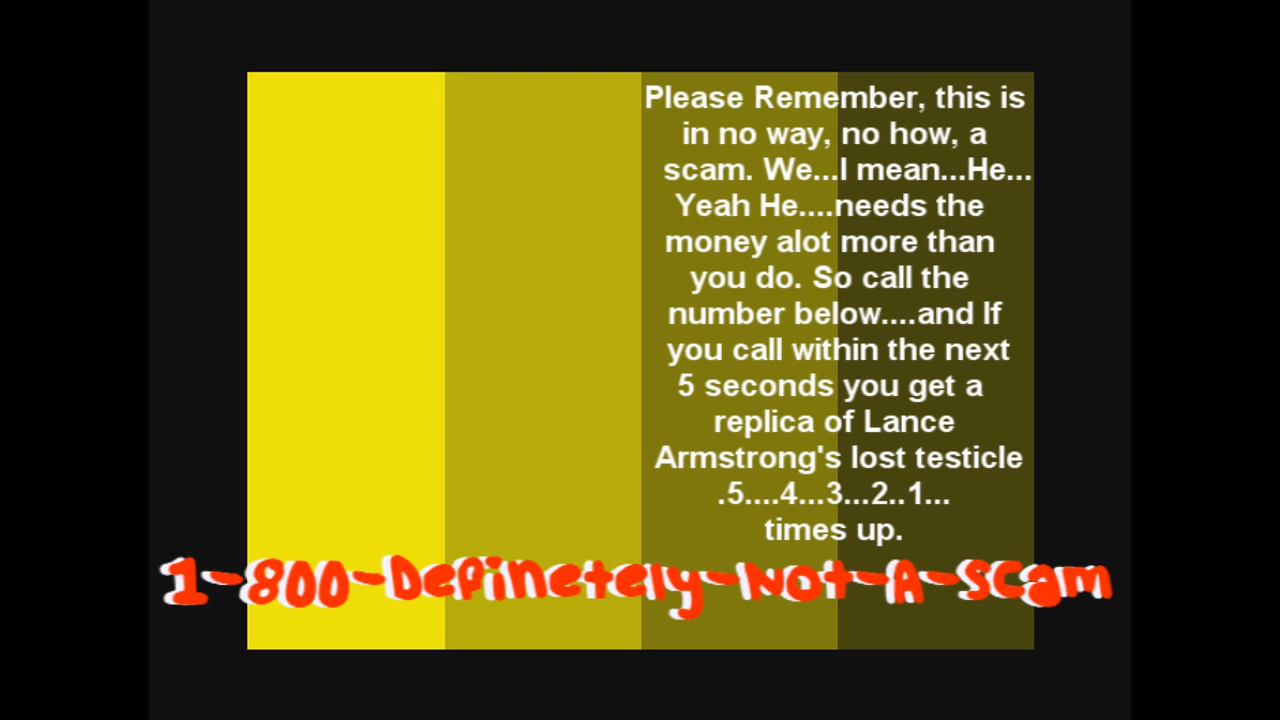 Please Remember, this is
in no way, no how, a
scam. We...I mean...He...
Yeah He....needs the
money alot more than
you do. So call the
number below....and If
you call within the next
5 seconds you get a
replica of Lance
Armstrong's lost testicle
.5....4...3...2..1...
times up.
1-800-Definetely-Not-A-Scam